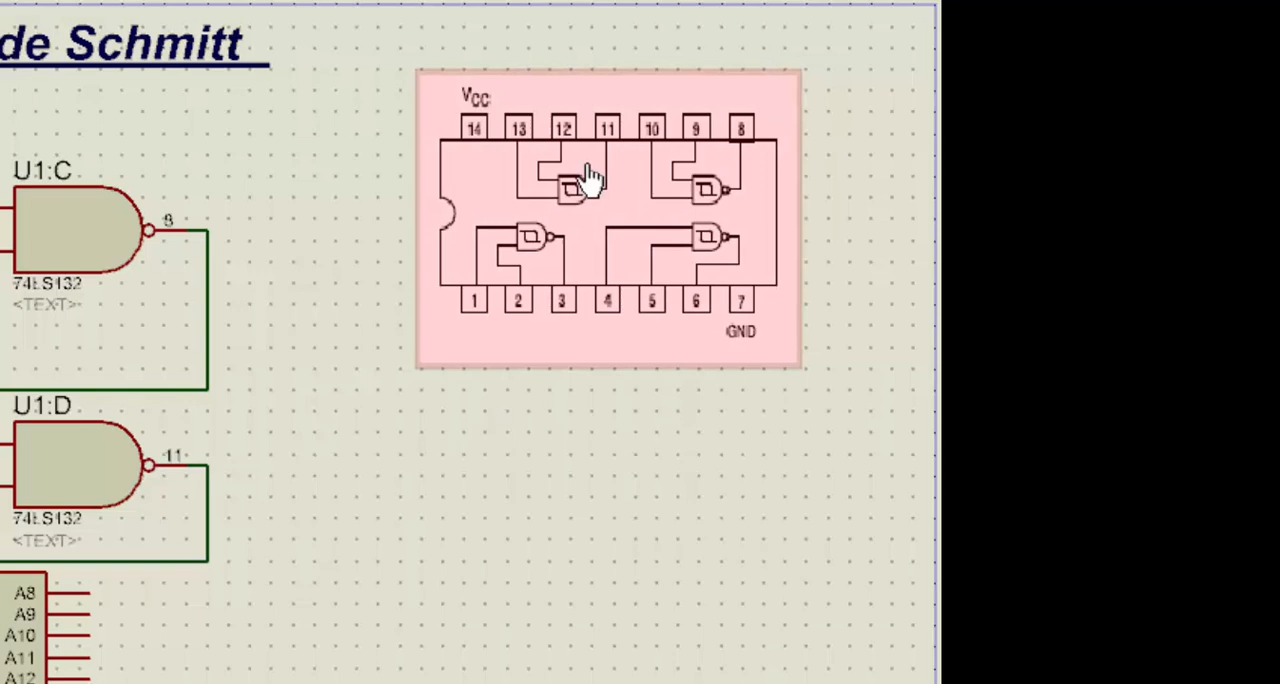 de Schmitt
VCC
14 13 12 11 10 9 8
1 2 3 4 5 6 7
GND
U1:C
8
74LS132
<TEXT>
U1:D
11
74LS132
<TEXT>
A8
A9
A10
A11
A12